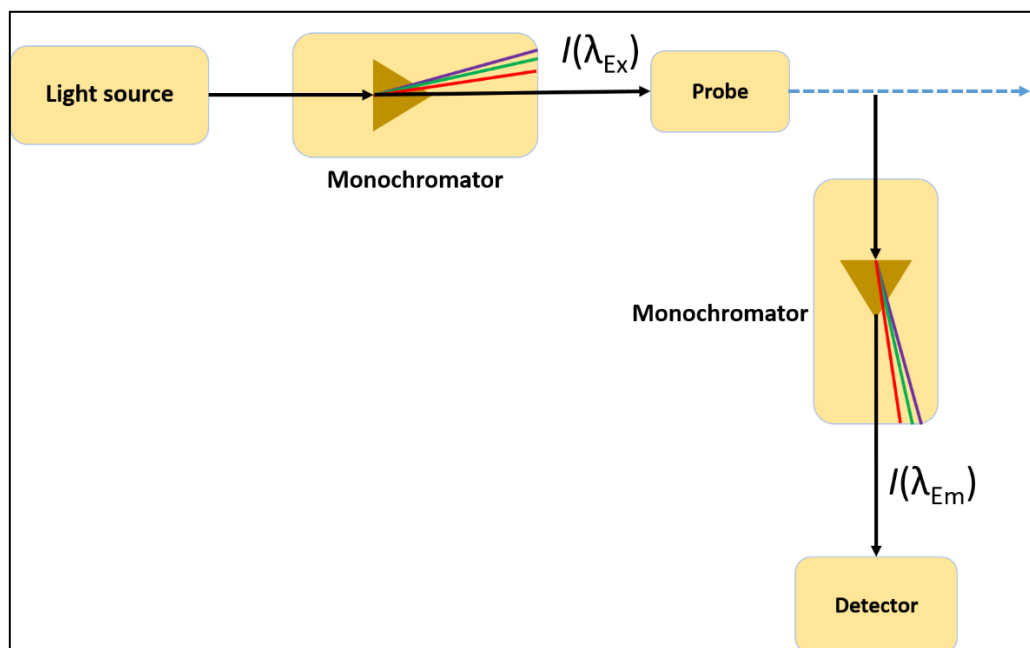 Light source
I(λEx)
Probe
Monochromator
Monochromator
I(λEm)
Detector